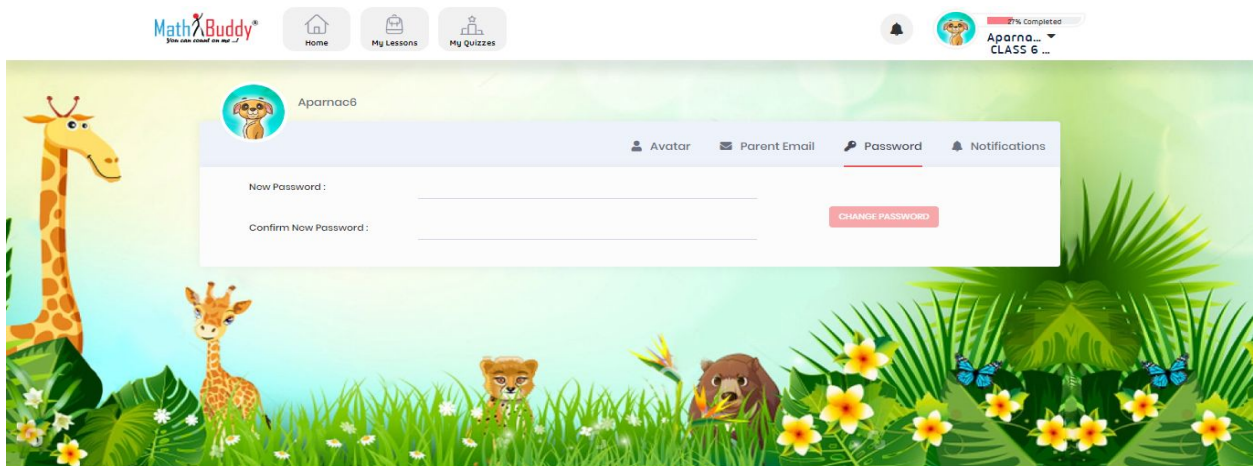 Math Buddy®
You can count on me ...!
Home
My Lessons
My Quizzes
27% Completed
Aparna...
CLASS 6 ...
Aparnac6
Avatar
Parent Email
Password
Notifications
New Password :
CHANGE PASSWORD
Confirm New Password :